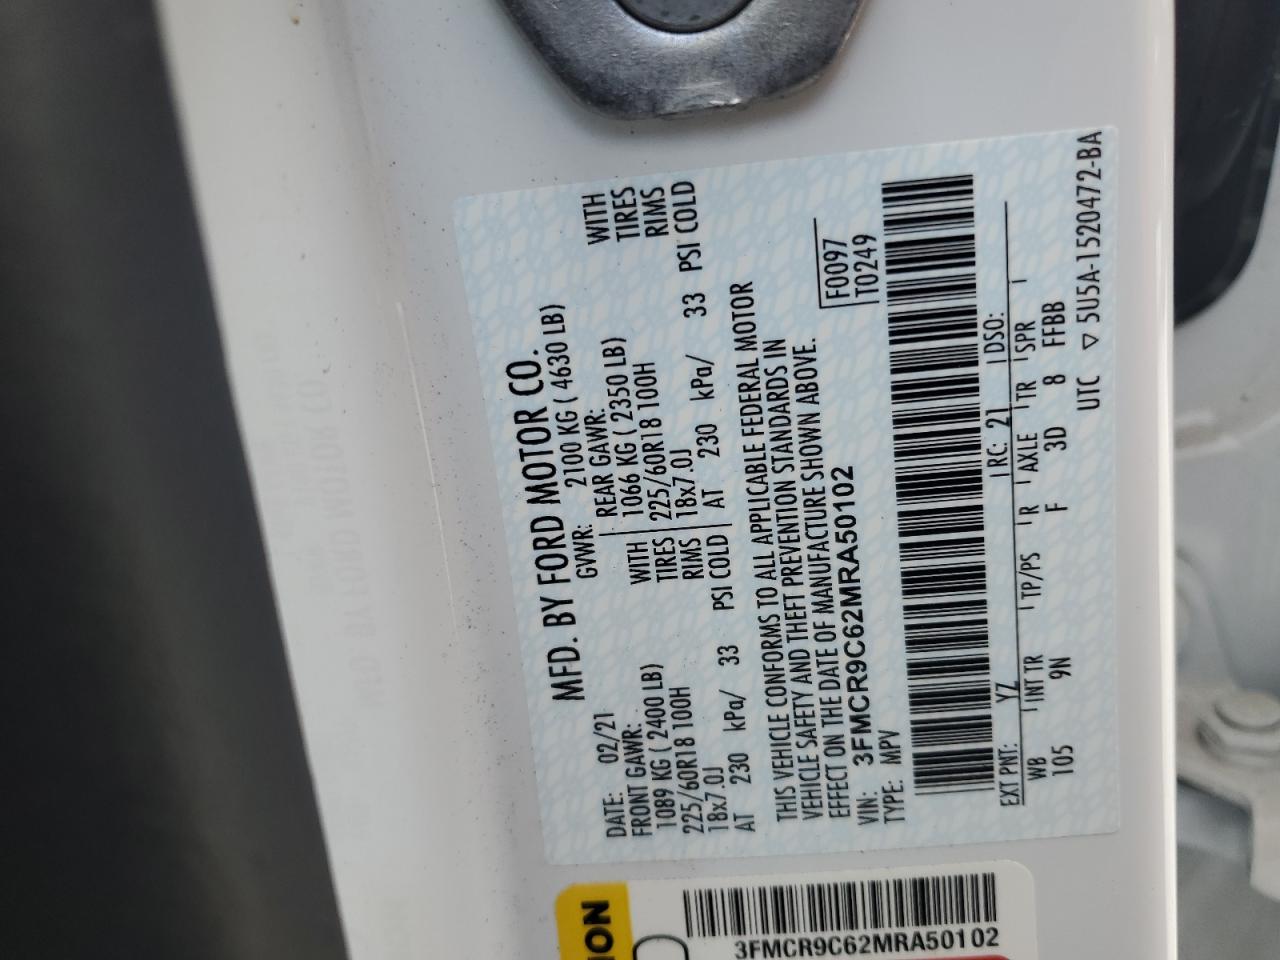 MFD. BY FORD MOTOR CO.
DATE: 02/21 GVWR: 2100 KG ( 4630 LB)
FRONT GAWR: REAR GAWR: WITH
1089 KG ( 2400 LB) WITH 1066 KG ( 2350 LB) TIRES
225/60R18 100H TIRES 225/60R18 100H RIMS
18x7.0J RIMS 18x7.0J
AT 230 kPa/ 33 PSI COLD AT 230 kPa/ 33 PSI COLD
THIS VEHICLE CONFORMS TO ALL APPLICABLE FEDERAL MOTOR
VEHICLE SAFETY AND THEFT PREVENTION STANDARDS IN
EFFECT ON THE DATE OF MANUFACTURE SHOWN ABOVE.
VIN: 3FMCR9C62MRA50102 F0097
TYPE: MPV T0249
EXT PNT: YZ RC: 21 DSO:
WB INT TR TP/PS R AXLE TR SPR
105 9N F 3D 8 FFBB
UTC ▽ 5U5A-1520472-BA
ION
3FMCR9C62MRA50102